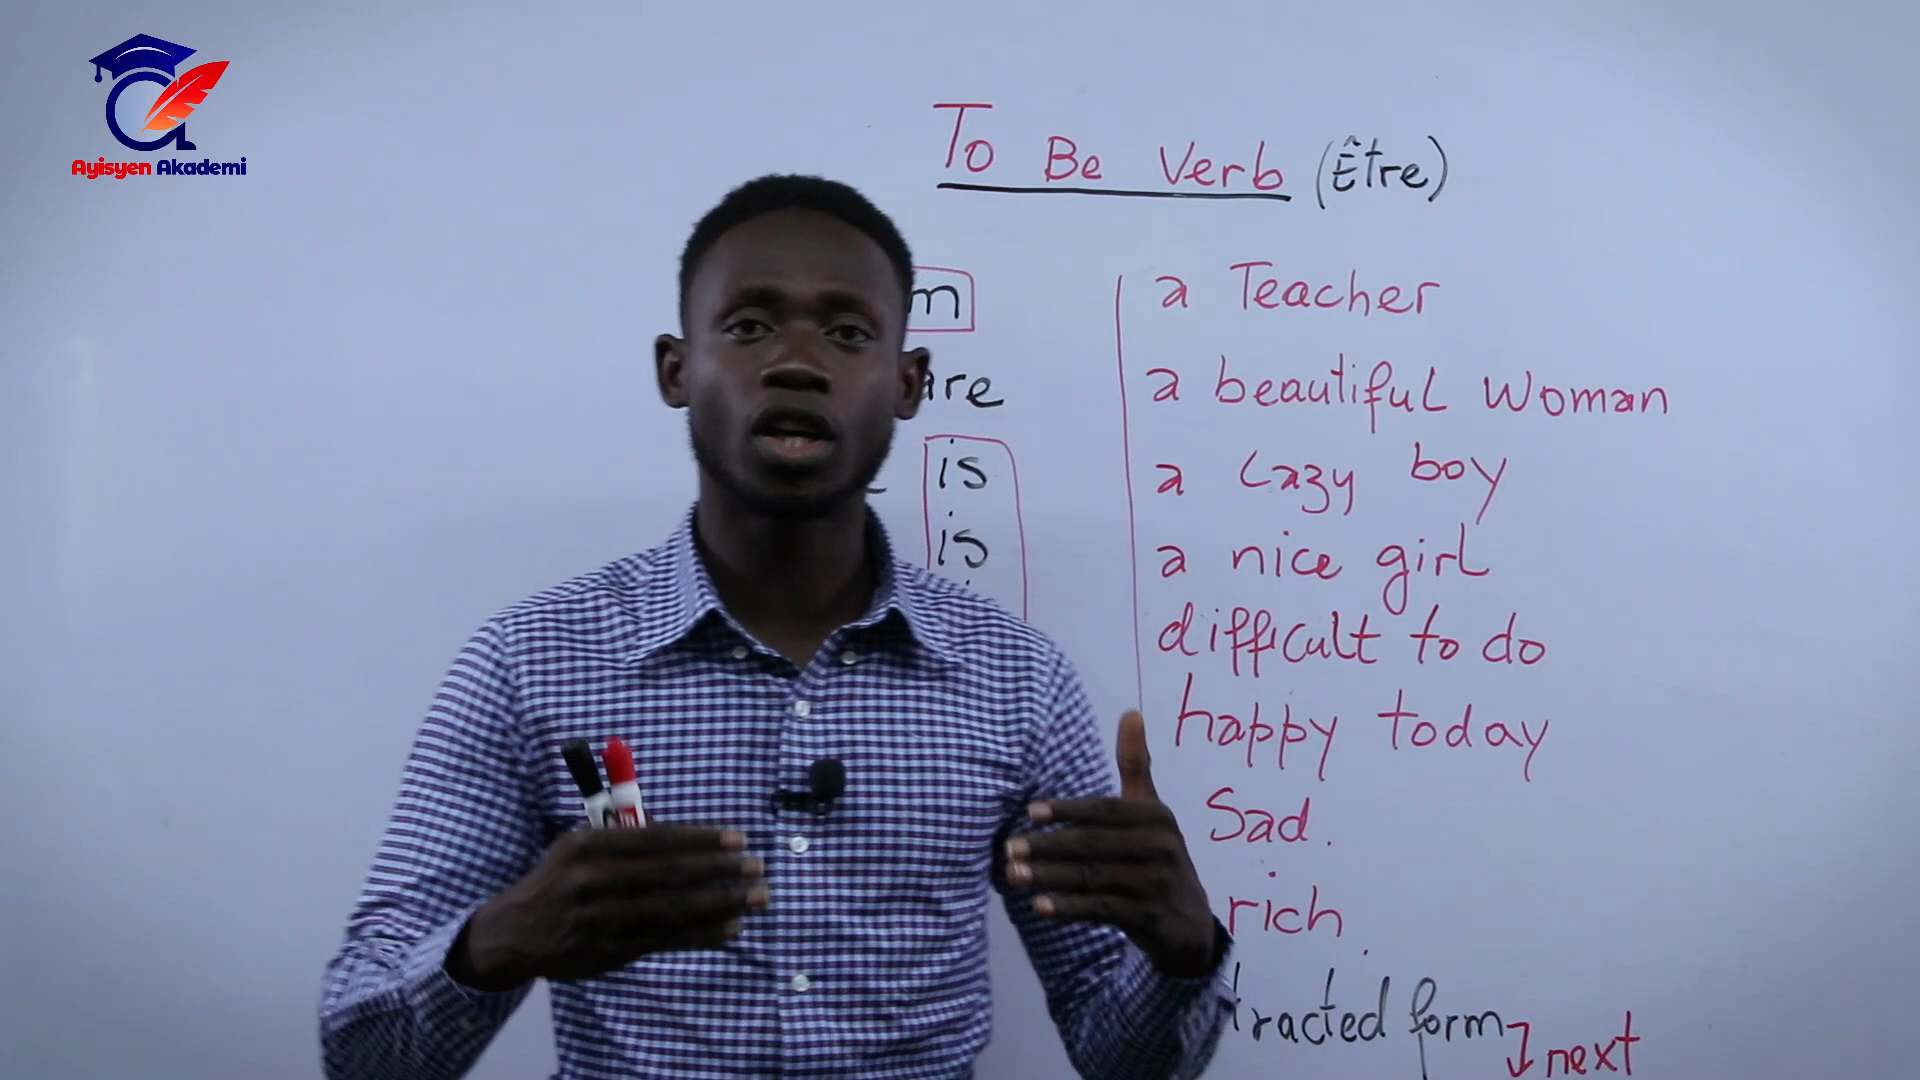 Ayisyen Akademi
To Be Verb (Être)
a Teacher
are a beautiful woman
is a Lazy boy
is a nice girl
difficult to do
happy today
Sad.
rich.
form
next